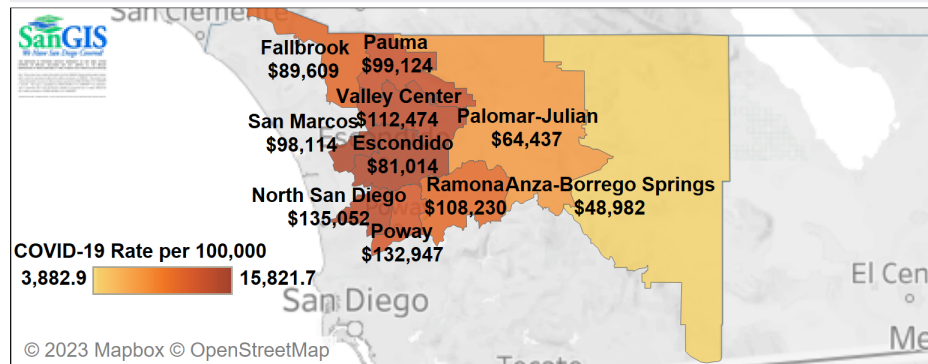 San Clemente
SanGIS
We Have San Diego Covered!
Fallbrook
$89,609
Pauma
$99,124
Valley Center
$112,474
San Marcos
$98,114
Escondido
Escondido
$81,014
Palomar-Julian
$64,437
North San Diego
$135,052
Ramona
$108,230
Anza-Borrego Springs
$48,982
Poway
Poway
$132,947
COVID-19 Rate per 100,000
3,882.9
15,821.7
San Diego
El Cen
Me
Tecate
© 2023 Mapbox © OpenStreetMap